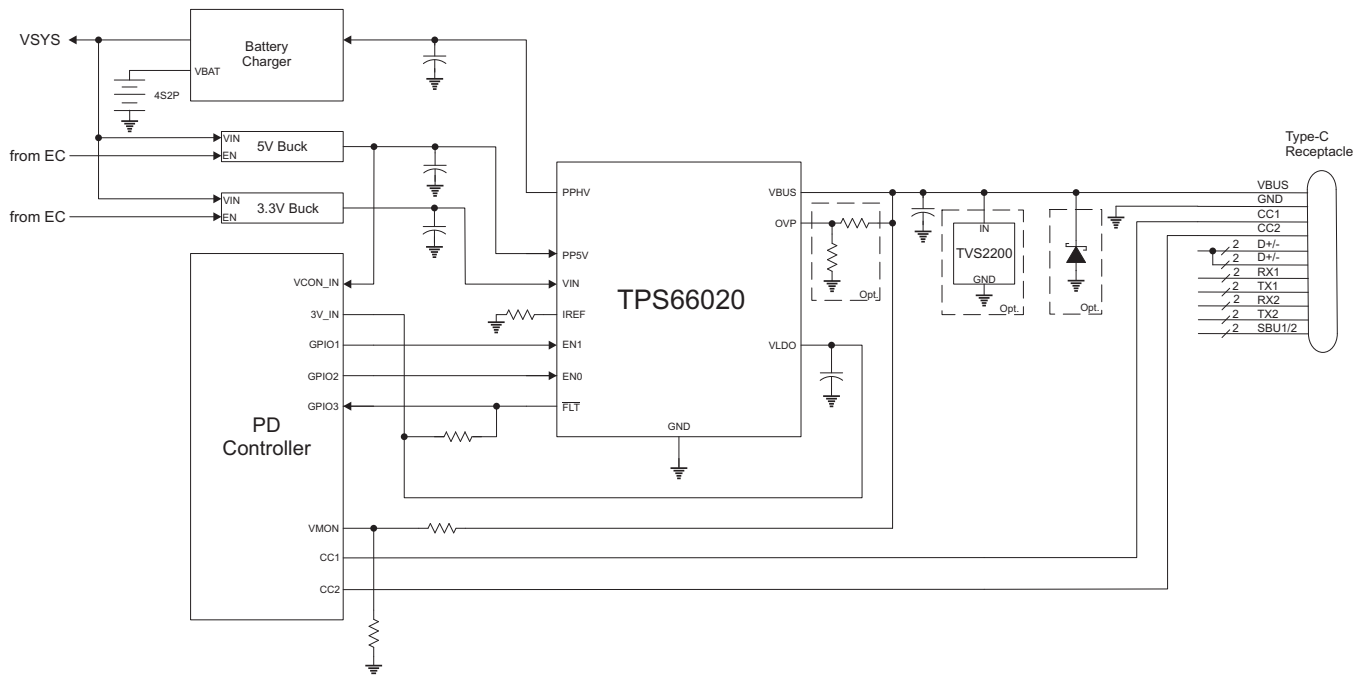 VSYS
Battery
Charger
VBAT
4S2P
from EC
VIN
EN
5V Buck
from EC
VIN
EN
3.3V Buck
PD
Controller
VCON_IN
3V_IN
GPIO1
GPIO2
GPIO3
VMON
CC1
CC2
TPS66020
PPHV
PP5V
VIN
IREF
EN1
EN0
FLT
GND
VBUS
OVP
VLDO
Opt.
IN
TVS2200
GND
Opt.
Opt.
Type-C
Receptacle
VBUS
GND
CC1
CC2
2 D+/-
2 D+/-
2 RX1
2 TX1
2 RX2
2 TX2
2 SBU1/2